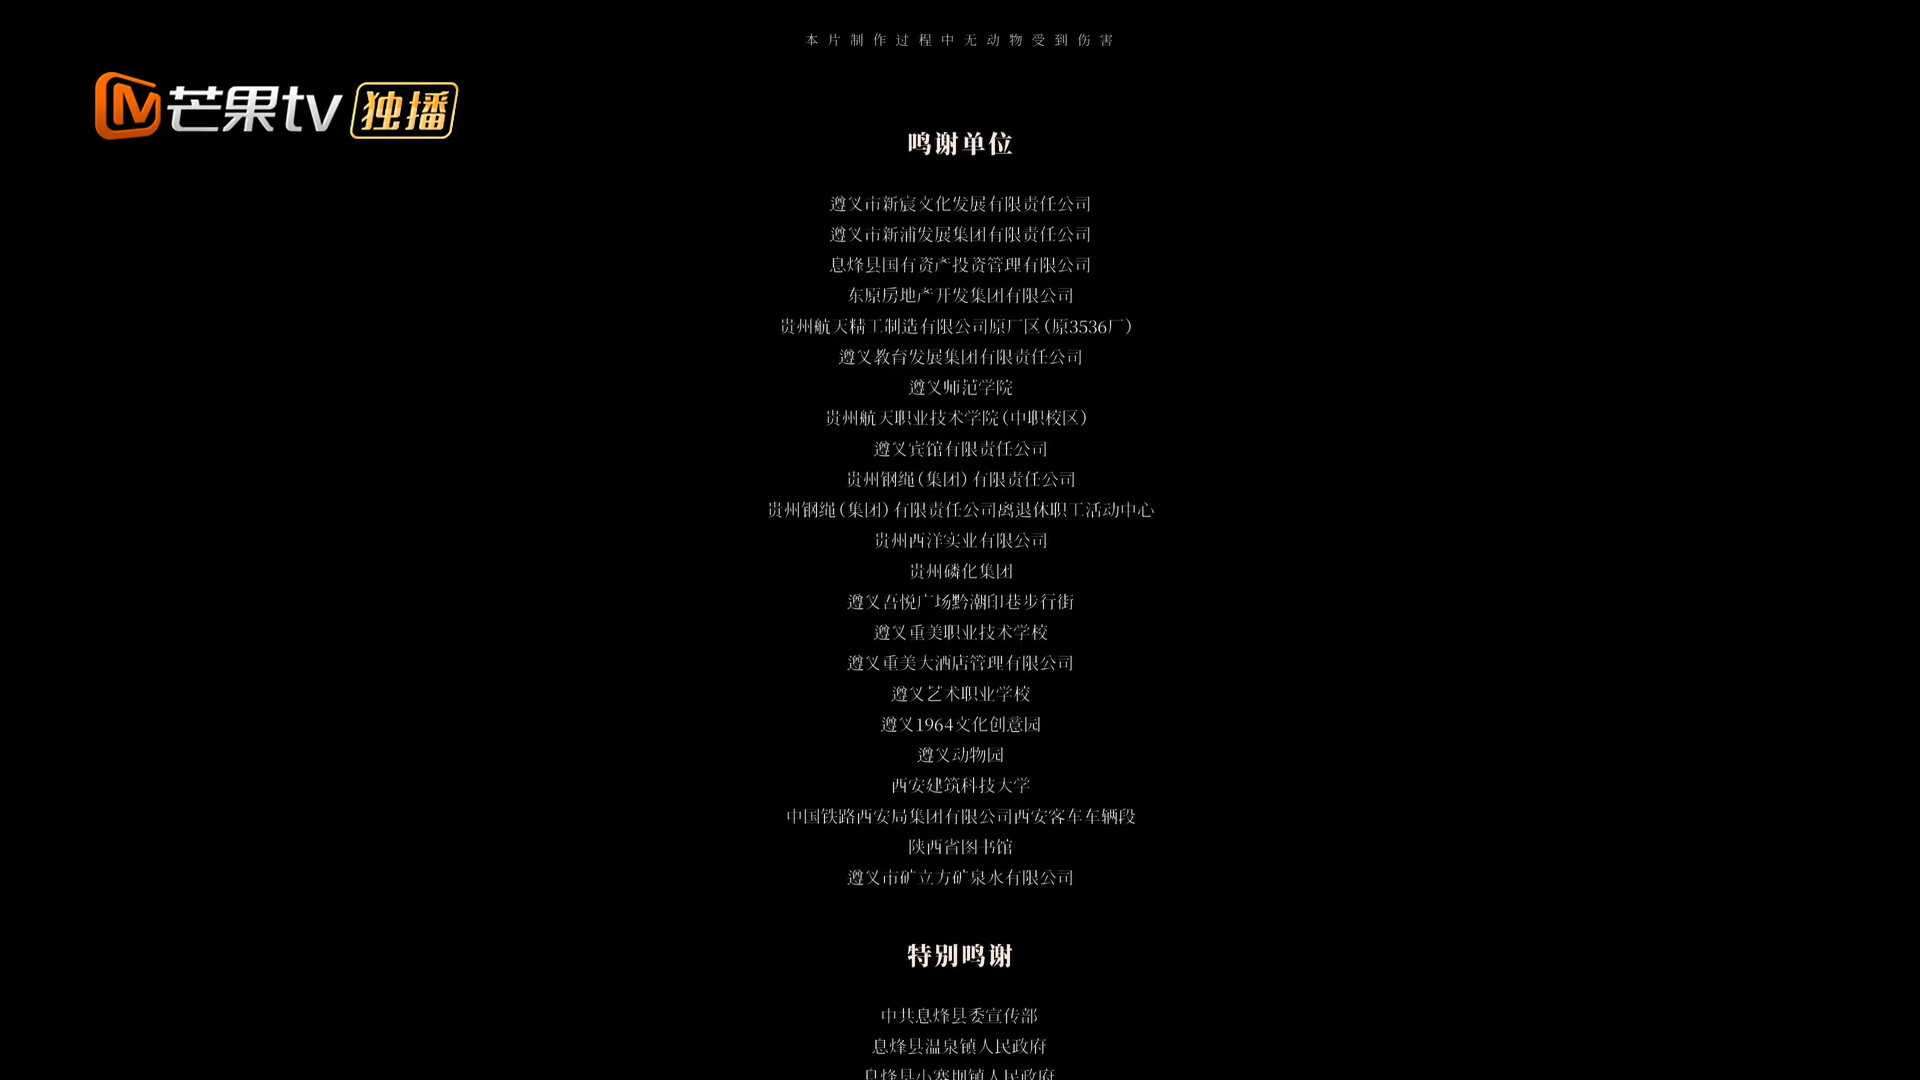 本片制作过程中无动物受到伤害
芒果tv 独播
鸣谢单位
遵义市新宸文化发展有限责任公司
遵义市新浦发展集团有限责任公司
息烽县国有资产投资管理有限公司
东原房地产开发集团有限公司
贵州航天精工制造有限公司原厂区(原3536厂)
遵义教育发展集团有限责任公司
遵义师范学院
贵州航天职业技术学院(中职校区)
遵义宾馆有限责任公司
贵州钢绳(集团)有限责任公司
贵州钢绳(集团)有限责任公司离退休职工活动中心
贵州西洋实业有限公司
贵州磷化集团
遵义吾悦广场黔潮印巷步行街
遵义重美职业技术学校
遵义重美大酒店管理有限公司
遵义艺术职业学校
遵义1964文化创意园
遵义动物园
西安建筑科技大学
中国铁路西安局集团有限公司西安客车车辆段
陕西省图书馆
遵义市矿立方矿泉水有限公司
特别鸣谢
中共息烽县委宣传部
息烽县温泉镇人民政府
息烽县小寨坝镇人民政府